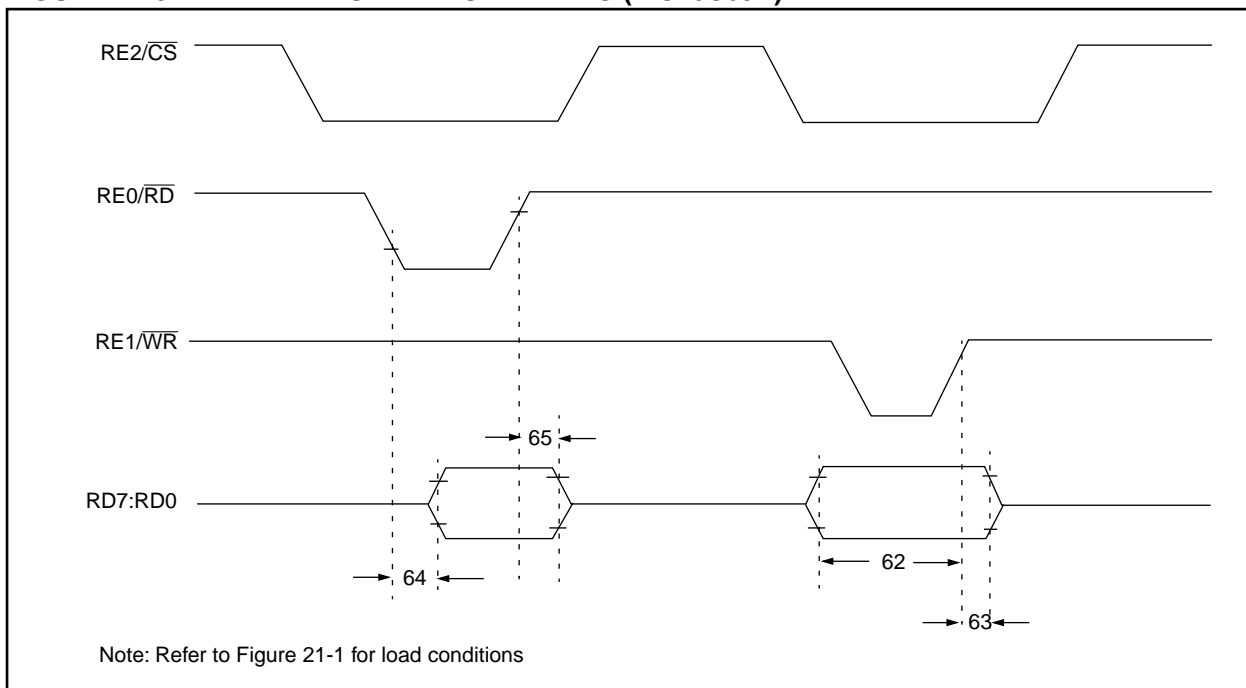 RE2/CS
RE0/RD
RE1/WR
65
RD7:RD0
64
62
63
Note: Refer to Figure 21-1 for load conditions